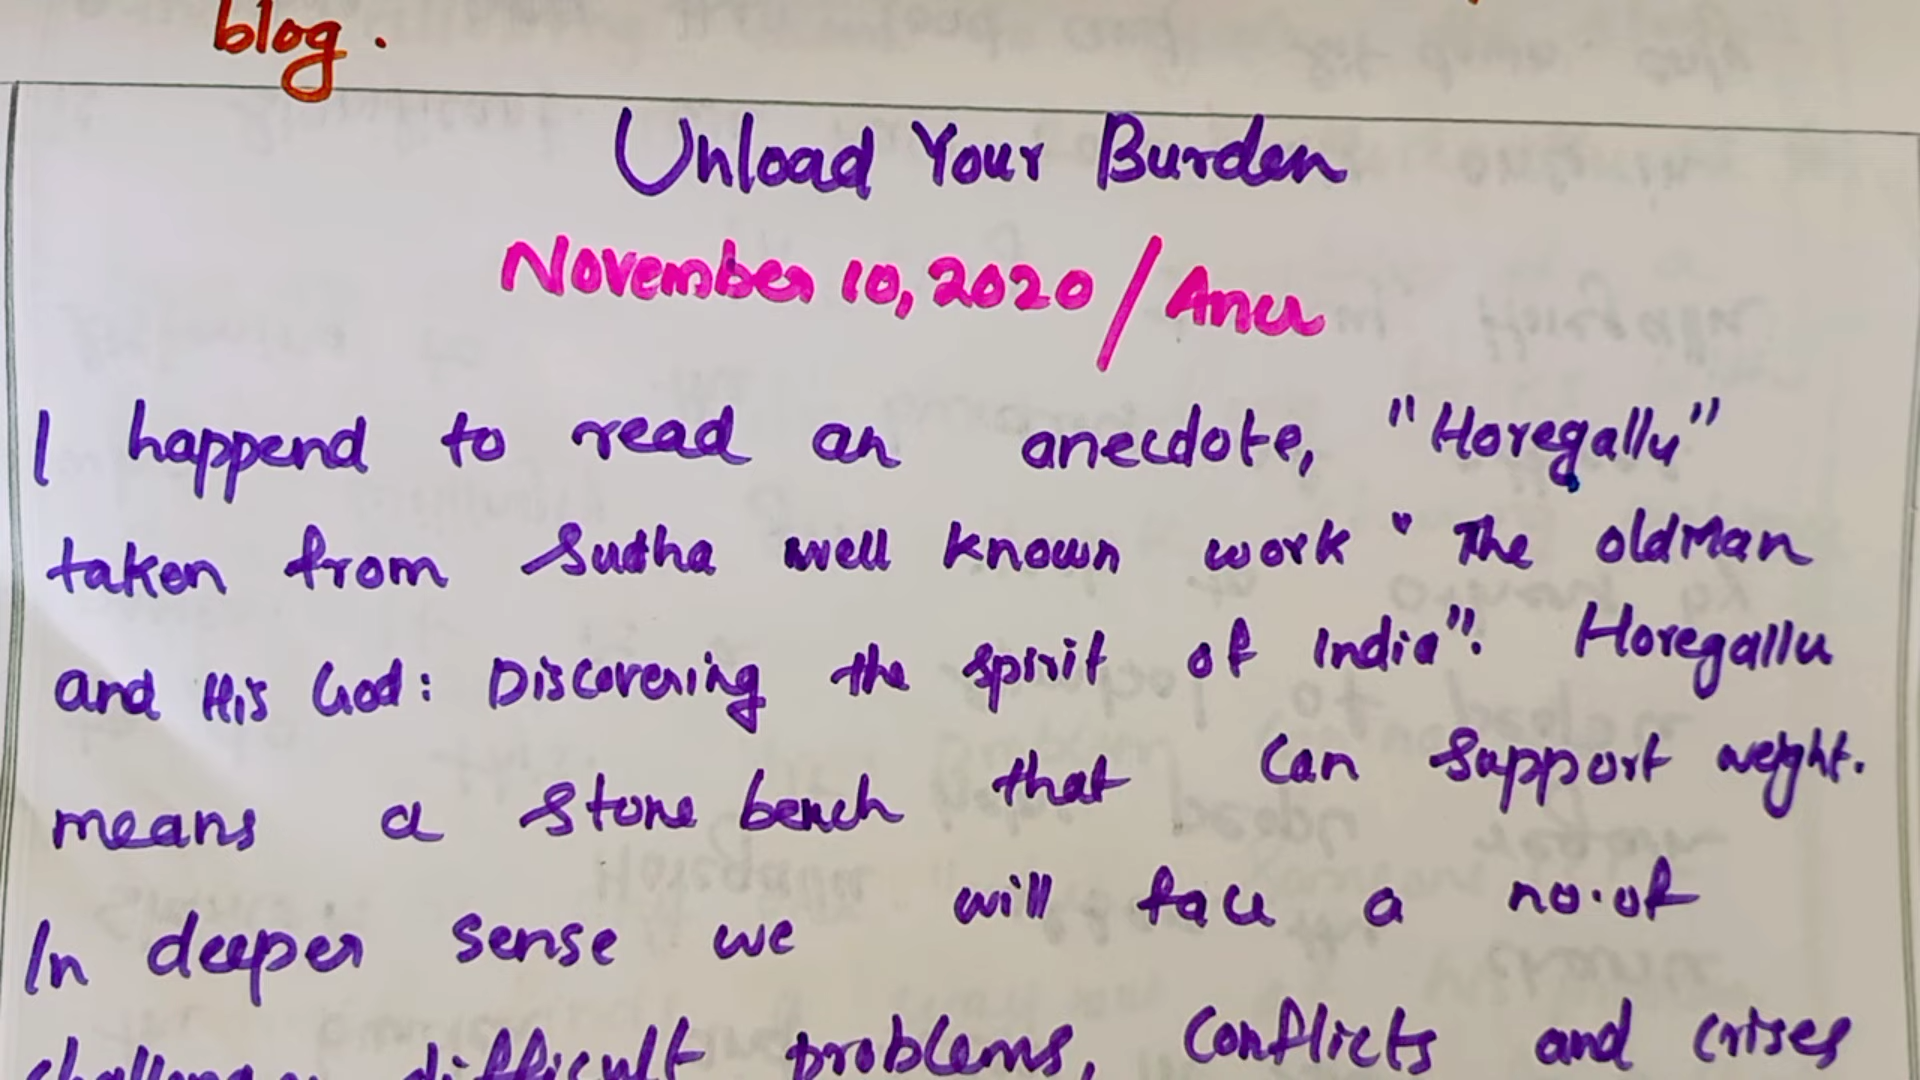 blog.
Unload Your Burden
November 10, 2020 / Anu
I happend to read an anecdote, "Horegallu"
taken from Sudha well known work "The oldman
and His God: Discovering the spirit of India". Horegallu
means a stone bench that can support weight.
In deeper sense we will face a no. of
difficult problems, conflicts and crises